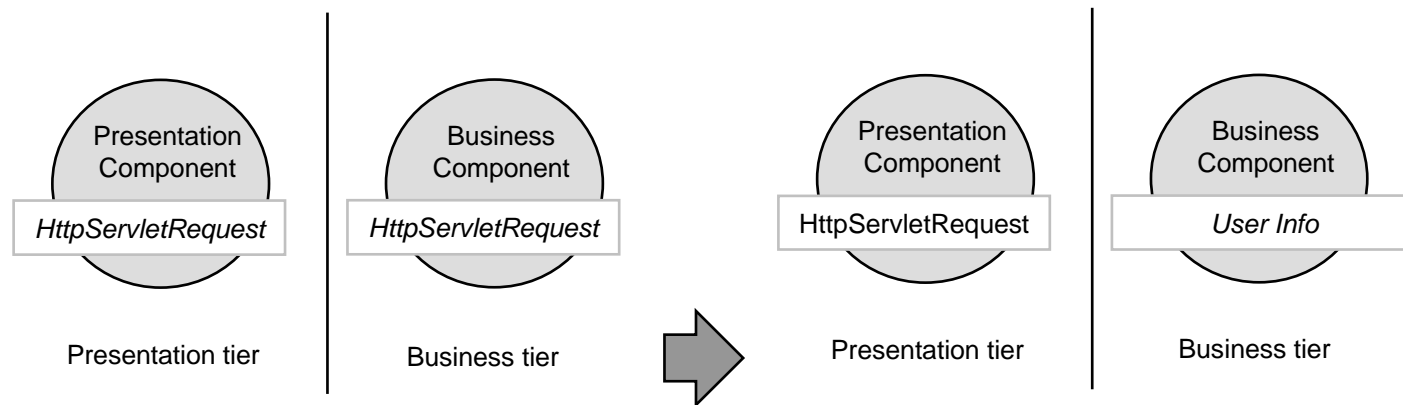 Presentation
Component
HttpServletRequest
Presentation tier
Business
Component
HttpServletRequest
Business tier
Presentation
Component
HttpServletRequest
Presentation tier
Business
Component
User Info
Business tier